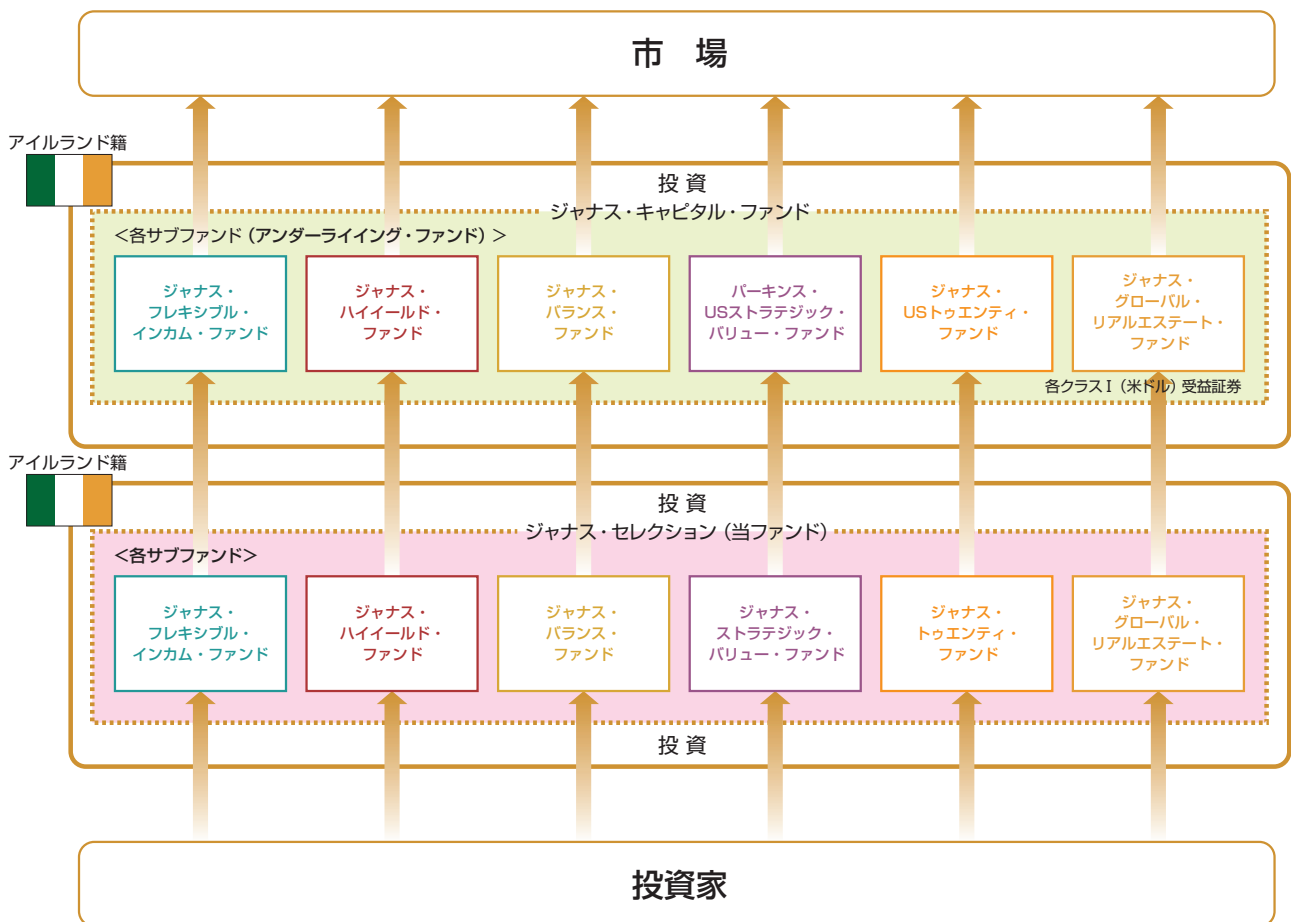 市 場
アイルランド籍
投 資
ジャナス・キャピタル・ファンド
<各サブファンド (アンダーライイング・ファンド) >
ジャナス・
フレキシブル・
インカム・ファンド
ジャナス・
ハイイールド・
ファンド
ジャナス・
バランス・
ファンド
パーキンス・
USストラテジック・
バリュー・ファンド
ジャナス・
USトゥエンティ・
ファンド
ジャナス・
グローバル・
リアルエステート・
ファンド
各クラス I (米ドル) 受益証券
アイルランド籍
投 資
ジャナス・セレクション (当ファンド)
<各サブファンド>
ジャナス・
フレキシブル・
インカム・ファンド
ジャナス・
ハイイールド・
ファンド
ジャナス・
バランス・
ファンド
ジャナス・
ストラテジック・
バリュー・ファンド
ジャナス・
トゥエンティ・
ファンド
ジャナス・
グローバル・
リアルエステート・
ファンド
投 資
投資家